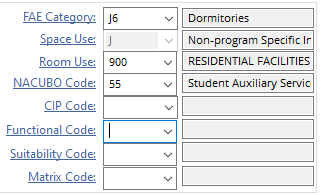 FAE Category: J6 Dormitories
Space Use: J Non-program Specific In
Room Use: 900 RESIDENTIAL FACILITIES
NACUBO Code: 55 Student Auxiliary Servic
CIP Code:
Functional Code:
Suitability Code:
Matrix Code: